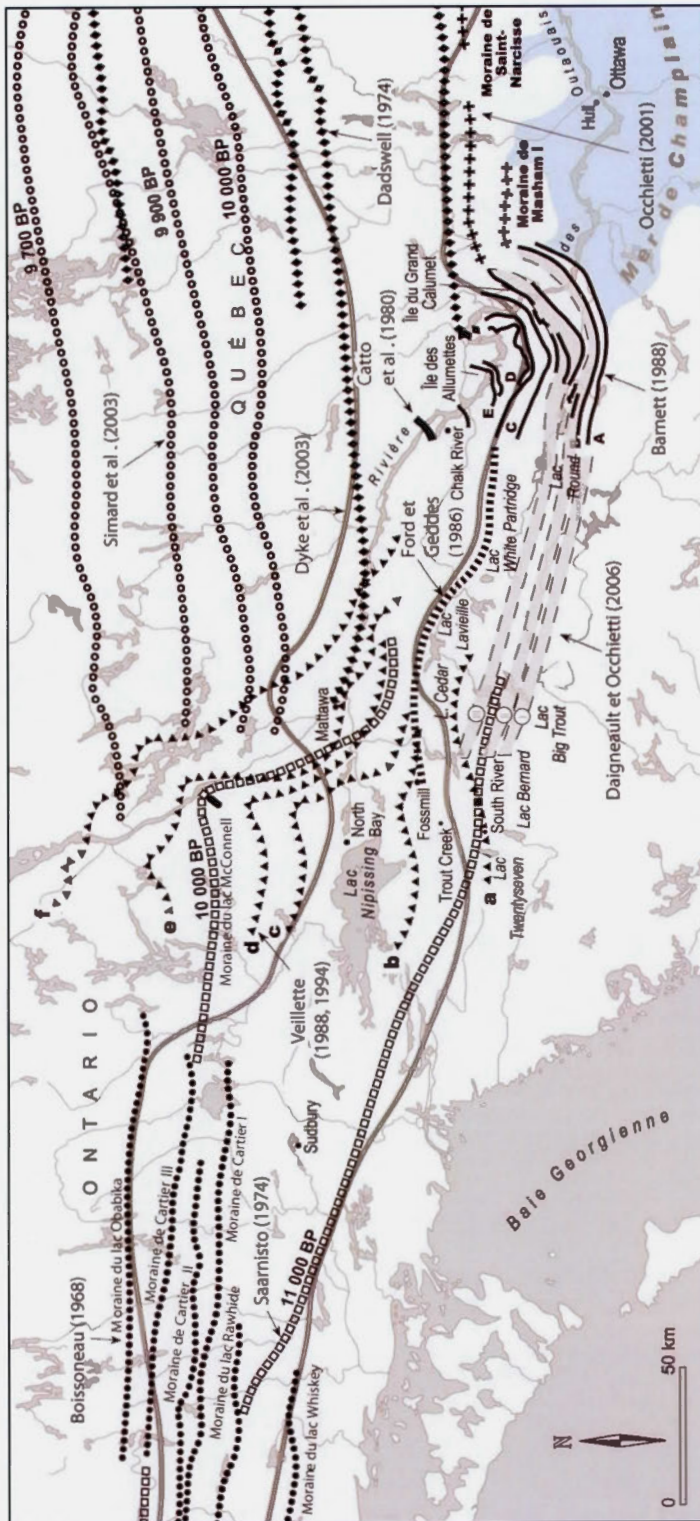 9 700 BP
9 900 BP
10 000 BP
Simard et al. (2003)
QUÉBEC
Dyke et al. (2003)
Catto
et al. (1980)
Dadswell (1974)
Moraine de
Saint-
Narcisse
Moraine de
Masham I
Occhietti (2001)
Outaouais
Hull
Ottawa
Mer de Champlain
Rivière
des
Île du Grand
Calumet
Île des
Allumettes
Chalk River
E
D
C
B
A
Barnett (1988)
Ford et
Geddes
(1986)
Lac
White Partridge
Lac
Round
Lac
Lavieille
L. Cedar
Daigneault et Occhietti (2006)
Lac
Big Trout
Lac Bernard
South River
a
Lac
Twentyseven
Trout Creek
Fossmill
Mattawa
North
Bay
Lac
Nipissing
b
f
e
d
c
10 000 BP
Moraine du lac McConnell
Veillette
(1988, 1994)
ONTARIO
Boissoneau (1968)
Moraine du lac Obabika
Moraine de Cartier III
Moraine de Cartier II
Moraine de Cartier I
Moraine du lac Rawhide
Saarnisto (1974)
11 000 BP
Moraine du lac Whiskey
Sudbury
Baie Georgienne
N
0
50 km